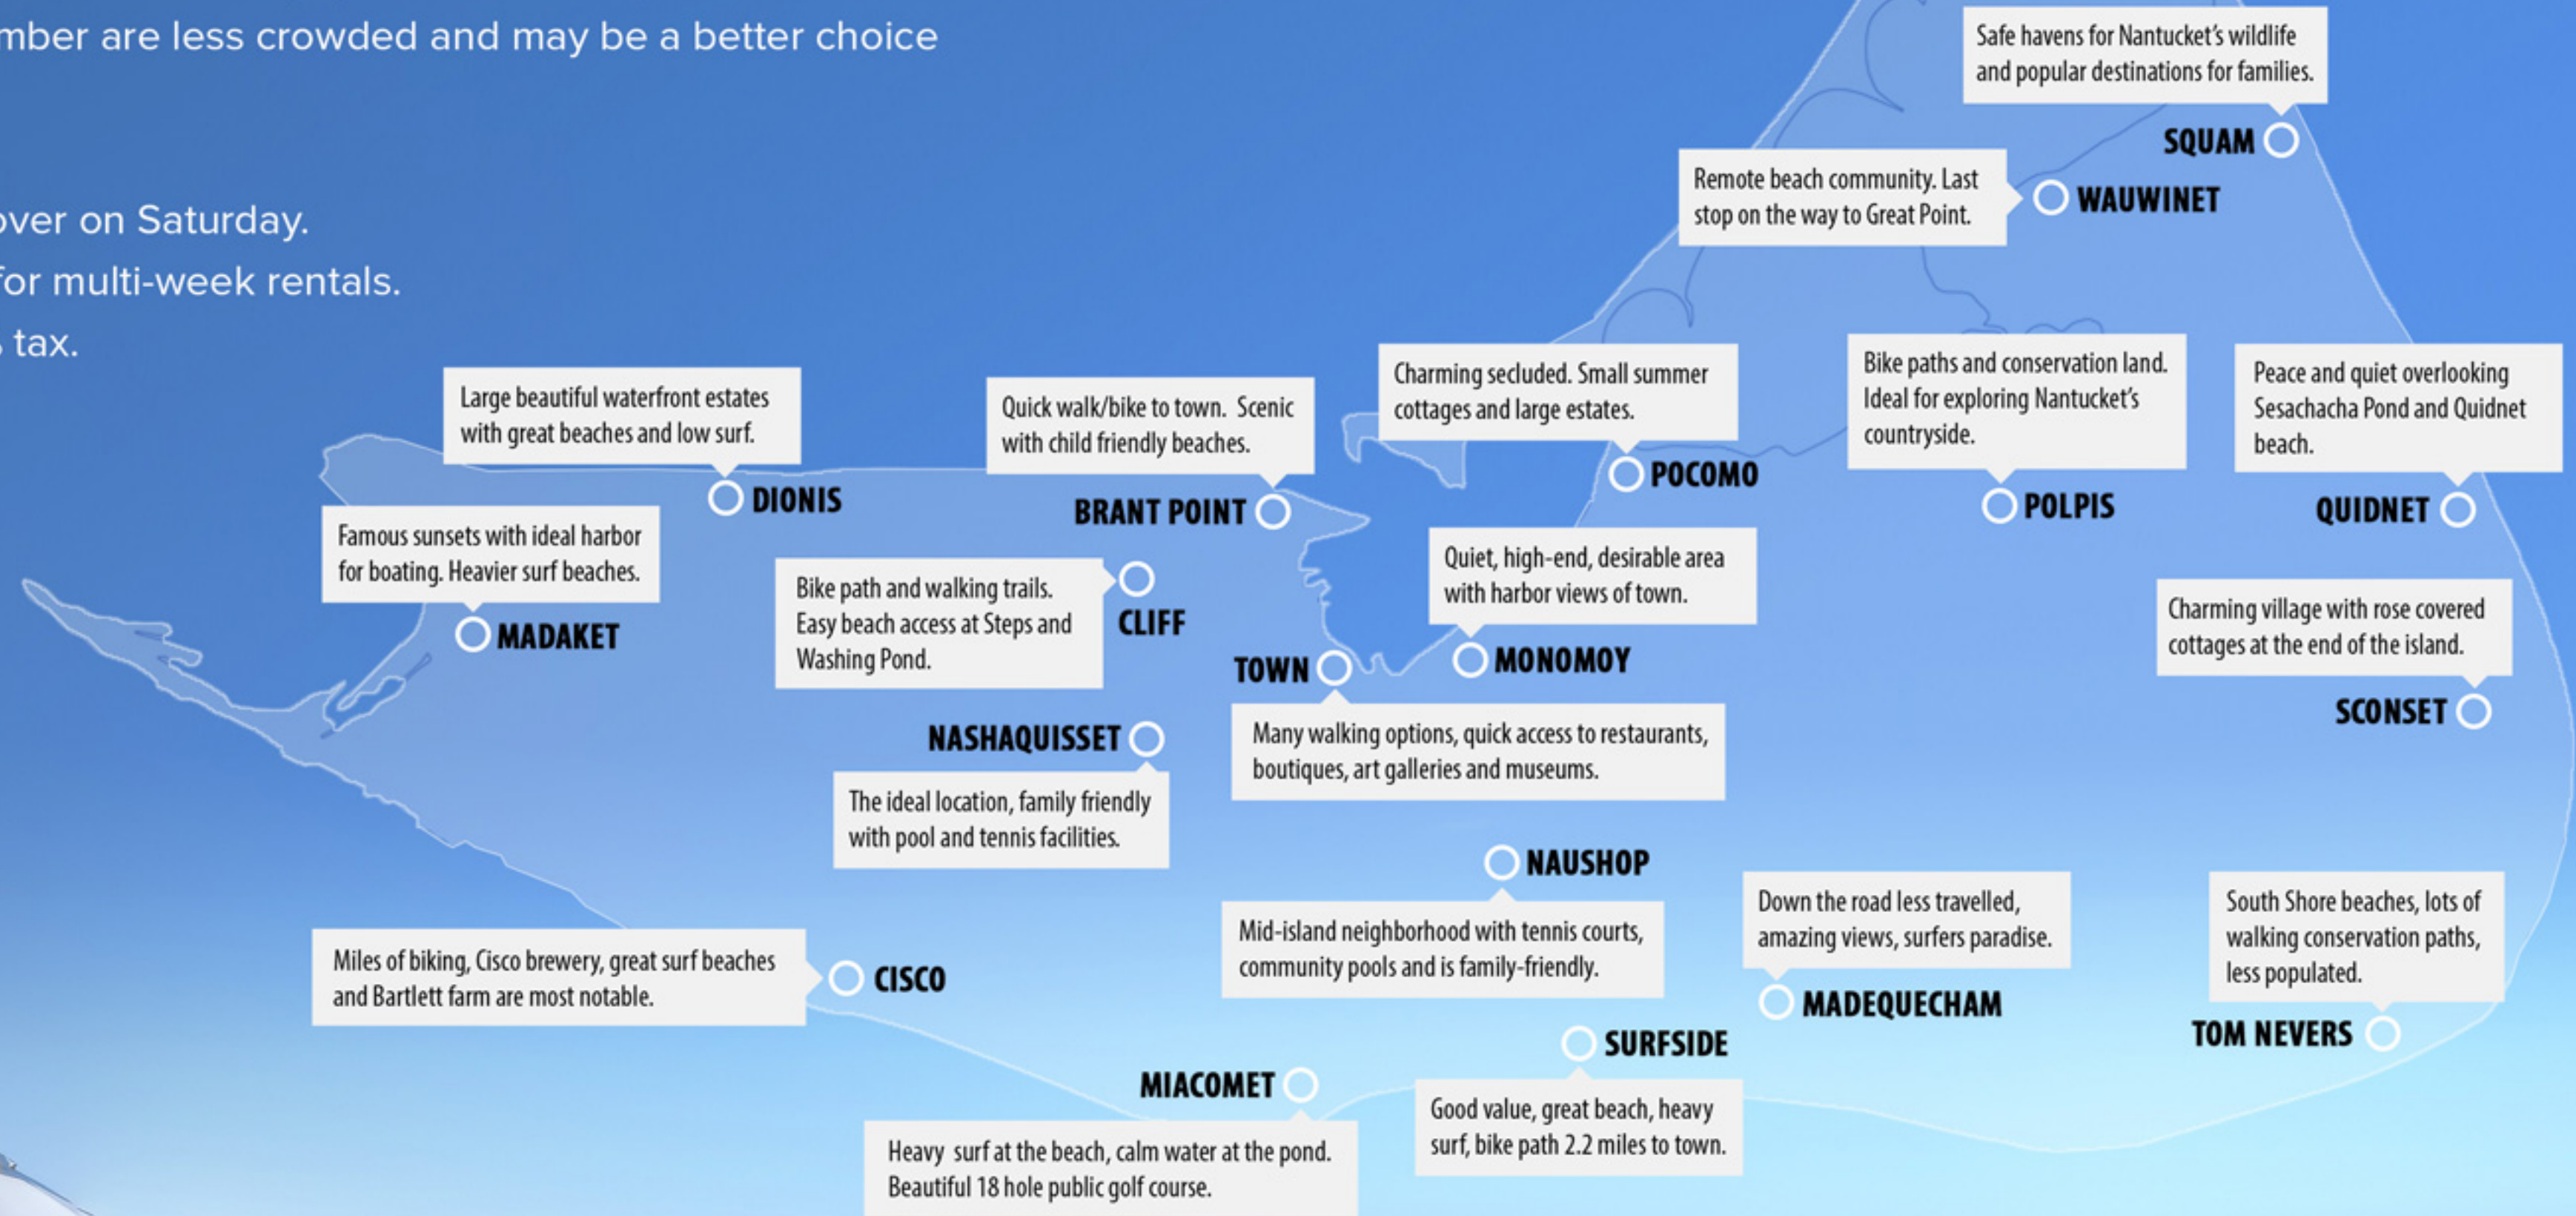 mber are less crowded and may be a better choice
over on Saturday.
for multi-week rentals.
tax.
Safe havens for Nantucket's wildlife
and popular destinations for families.
SQUAM
Remote beach community. Last
stop on the way to Great Point.
WAUWINET
Large beautiful waterfront estates
with great beaches and low surf.
DIONIS
Quick walk/bike to town. Scenic
with child friendly beaches.
BRANT POINT
Charming secluded. Small summer
cottages and large estates.
POCOMO
Bike paths and conservation land.
Ideal for exploring Nantucket's
countryside.
POLPIS
Peace and quiet overlooking
Sesachacha Pond and Quidnet
beach.
QUIDNET
Famous sunsets with ideal harbor
for boating. Heavier surf beaches.
MADAKET
Bike path and walking trails.
Easy beach access at Steps and
Washing Pond.
CLIFF
Quiet, high-end, desirable area
with harbor views of town.
MONOMOY
TOWN
Many walking options, quick access to restaurants,
boutiques, art galleries and museums.
Charming village with rose covered
cottages at the end of the island.
SCONSET
NASHAQUISSET
The ideal location, family friendly
with pool and tennis facilities.
NAUSHOP
Mid-island neighborhood with tennis courts,
community pools and is family-friendly.
Down the road less travelled,
amazing views, surfers paradise.
MADEQUECHAM
South Shore beaches, lots of
walking conservation paths,
less populated.
TOM NEVERS
Miles of biking, Cisco brewery, great surf beaches
and Bartlett farm are most notable.
CISCO
SURFSIDE
Good value, great beach, heavy
surf, bike path 2.2 miles to town.
MIACOMET
Heavy surf at the beach, calm water at the pond.
Beautiful 18 hole public golf course.